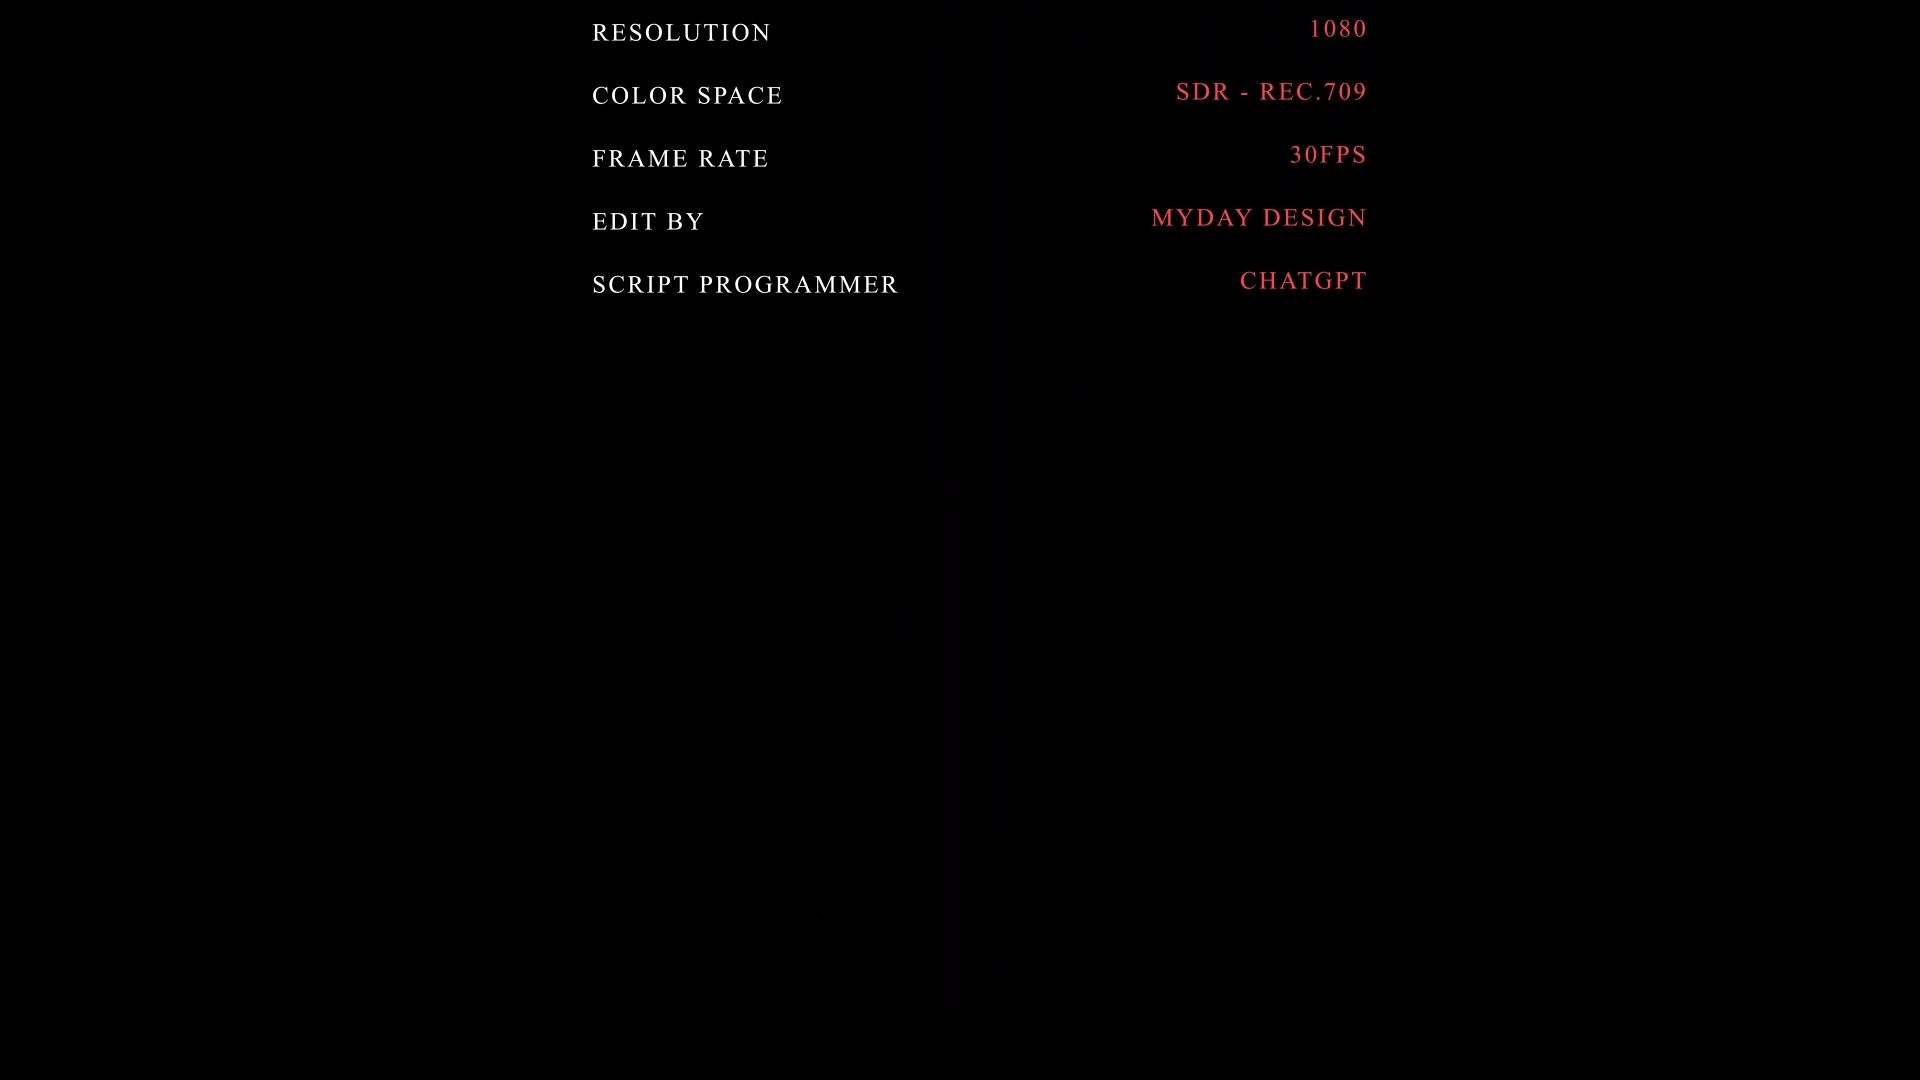 RESOLUTION 1080
COLOR SPACE SDR - REC.709
FRAME RATE 30FPS
EDIT BY MYDAY DESIGN
SCRIPT PROGRAMMER CHATGPT